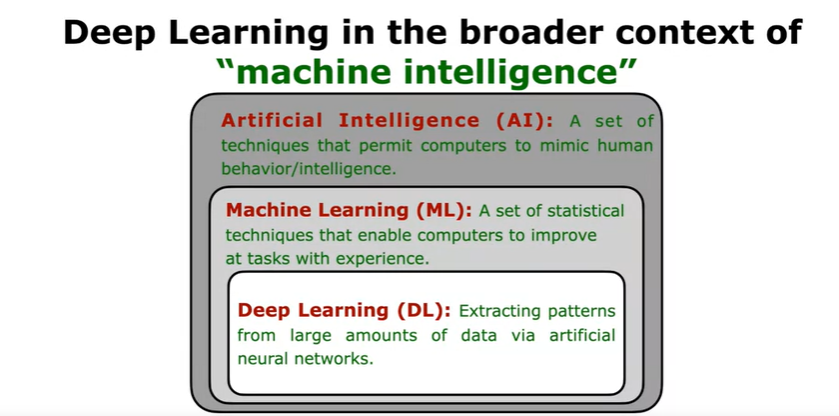 Deep Learning in the broader context of
“machine intelligence”
Artificial Intelligence (AI): A set of
techniques that permit computers to mimic human
behavior/intelligence.
Machine Learning (ML): A set of statistical
techniques that enable computers to improve
at tasks with experience.
Deep Learning (DL): Extracting patterns
from large amounts of data via artificial
neural networks.